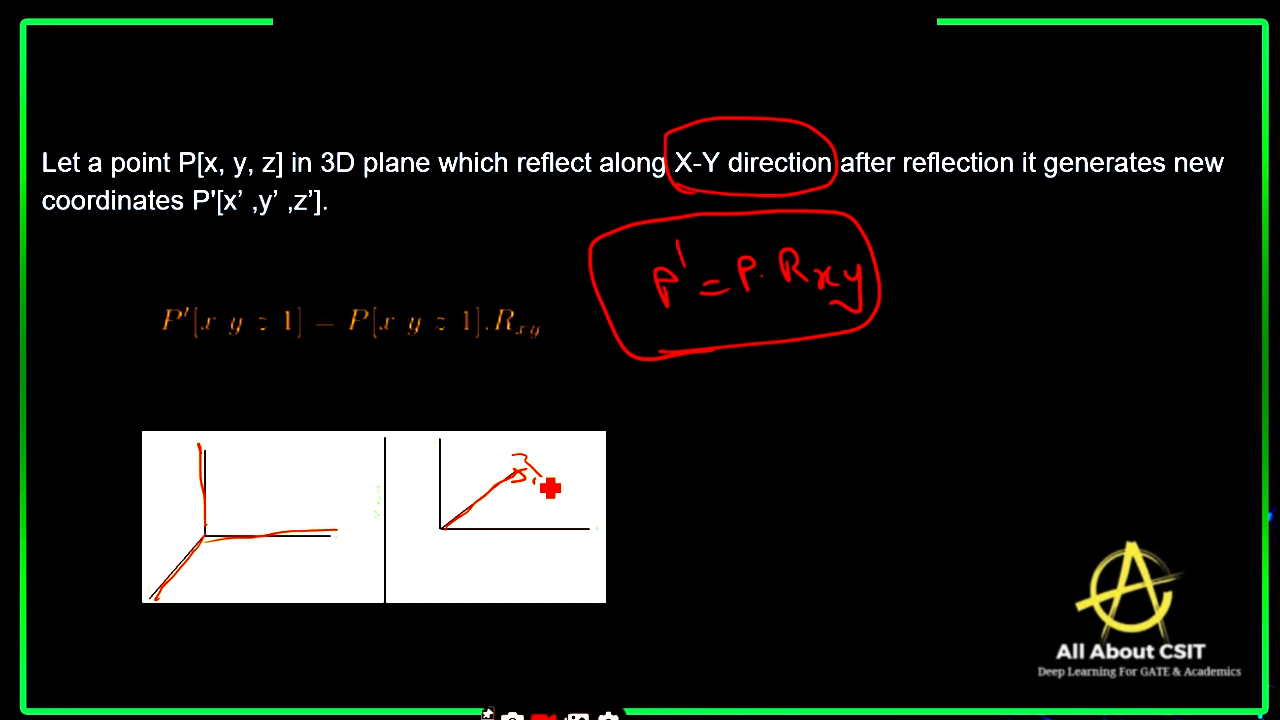 Let a point P[x, y, z] in 3D plane which reflect along X-Y direction after reflection it generates new
coordinates P'[x’ ,y’ ,z’].
P' = P. Rxy
P'[x y z 1] = P[x y z 1].Rxy
All About CSIT
Deep Learning For GATE & Academics